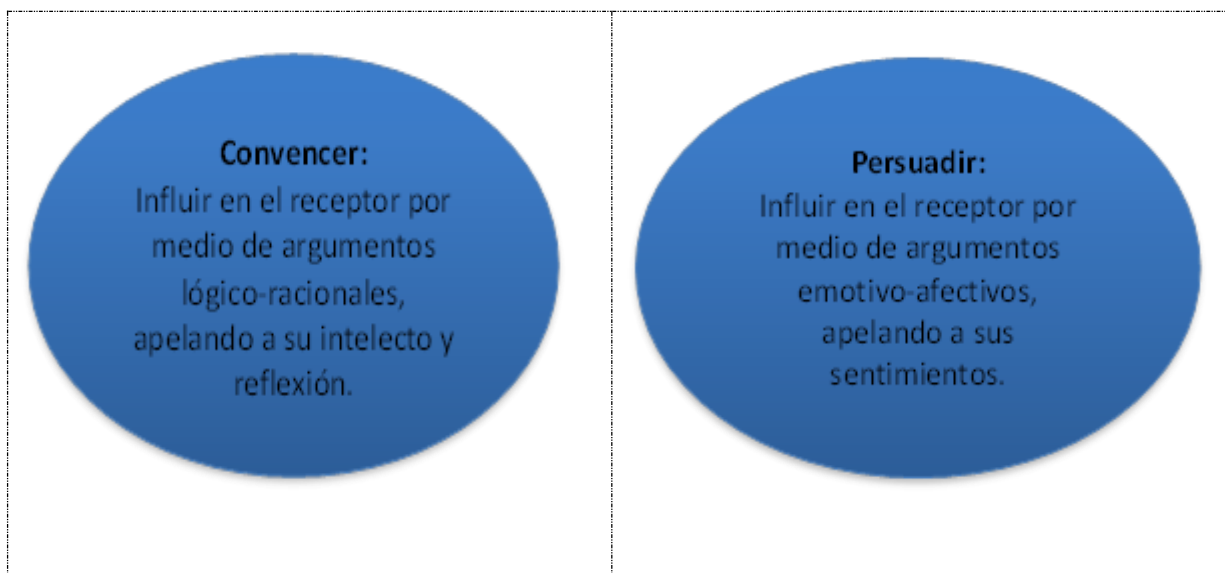 Convencer:
Influir en el receptor por
medio de argumentos
lógico-racionales,
apelando a su intelecto y
reflexión.
Persuadir:
Influir en el receptor por
medio de argumentos
emotivo-afectivos,
apelando a sus
sentimientos.